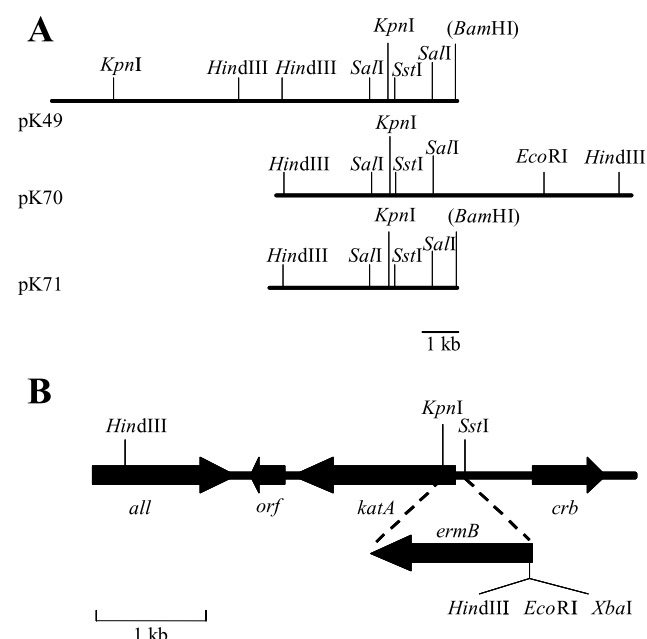 A
KpnI HindIII HindIII SalI KpnI SstI SalI (BamHI)
pK49
HindIII SalI KpnI SstI SalI EcoRI HindIII
pK70
HindIII SalI KpnI SstI SalI (BamHI)
pK71
1 kb
B
HindIII KpnI SstI
all orf katA crb
ermB
HindIII EcoRI XbaI
1 kb